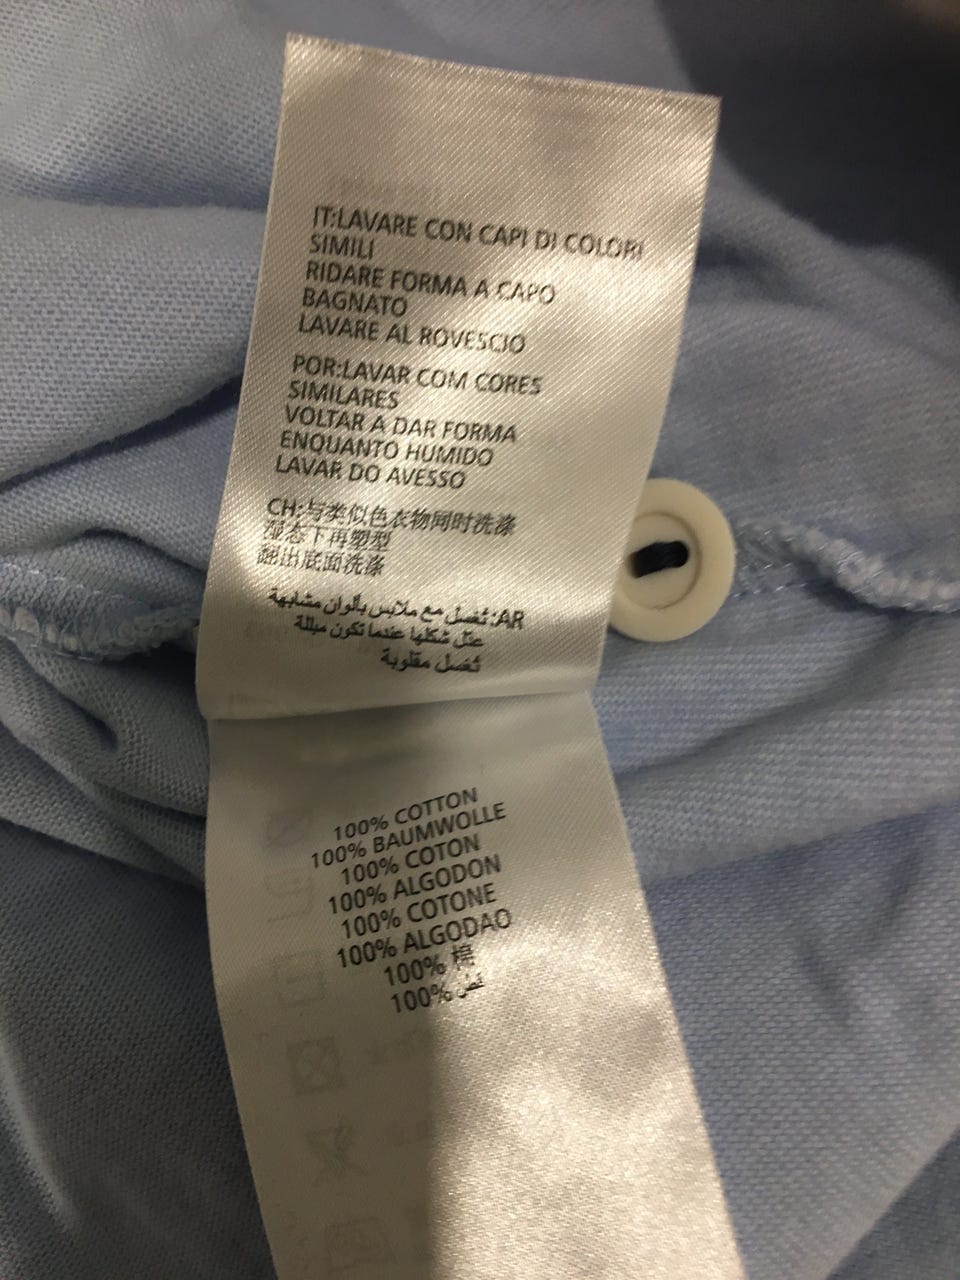 IT:LAVARE CON CAPI DI COLORI
SIMILI
RIDARE FORMA A CAPO
BAGNATO
LAVARE AL ROVESCIO
POR:LAVAR COM CORES
SIMILARES
VOLTAR A DAR FORMA
ENQUANTO HUMIDO
LAVAR DO AVESSO
CH:与类似色衣物同时洗涤
湿态下再塑型
翻出底面洗涤
AR: تُغسل مع ملابس بألوان مشابهة
عدّل شكلها عندما تكون مبللة
تُغسل مقلوبة
100% COTTON
100% BAUMWOLLE
100% COTON
100% ALGODON
100% COTONE
100% ALGODAO
100% 棉
100%